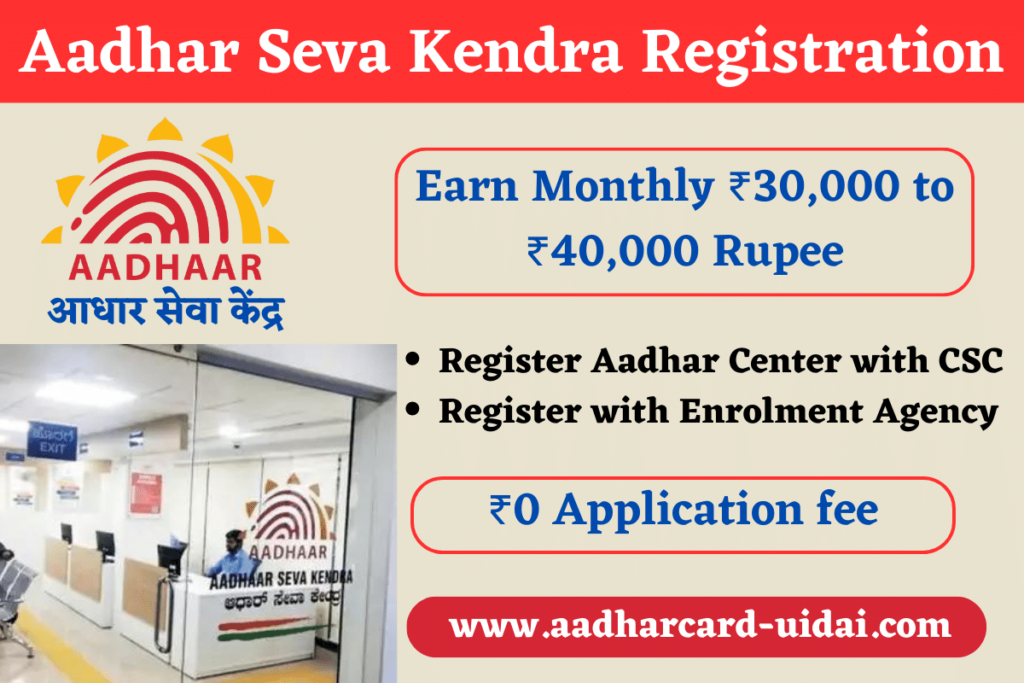 Aadhar Seva Kendra Registration
AADHAAR
आधार सेवा केंद्र
Earn Monthly ₹30,000 to
₹40,000 Rupee
• Register Aadhar Center with CSC
• Register with Enrolment Agency
₹0 Application fee
www.aadharcard-uidai.com
EXIT
AADHAAR
AADHAAR SEVA KENDRA
ಆಧಾರ್ ಸೇವಾ ಕೇಂದ್ರ